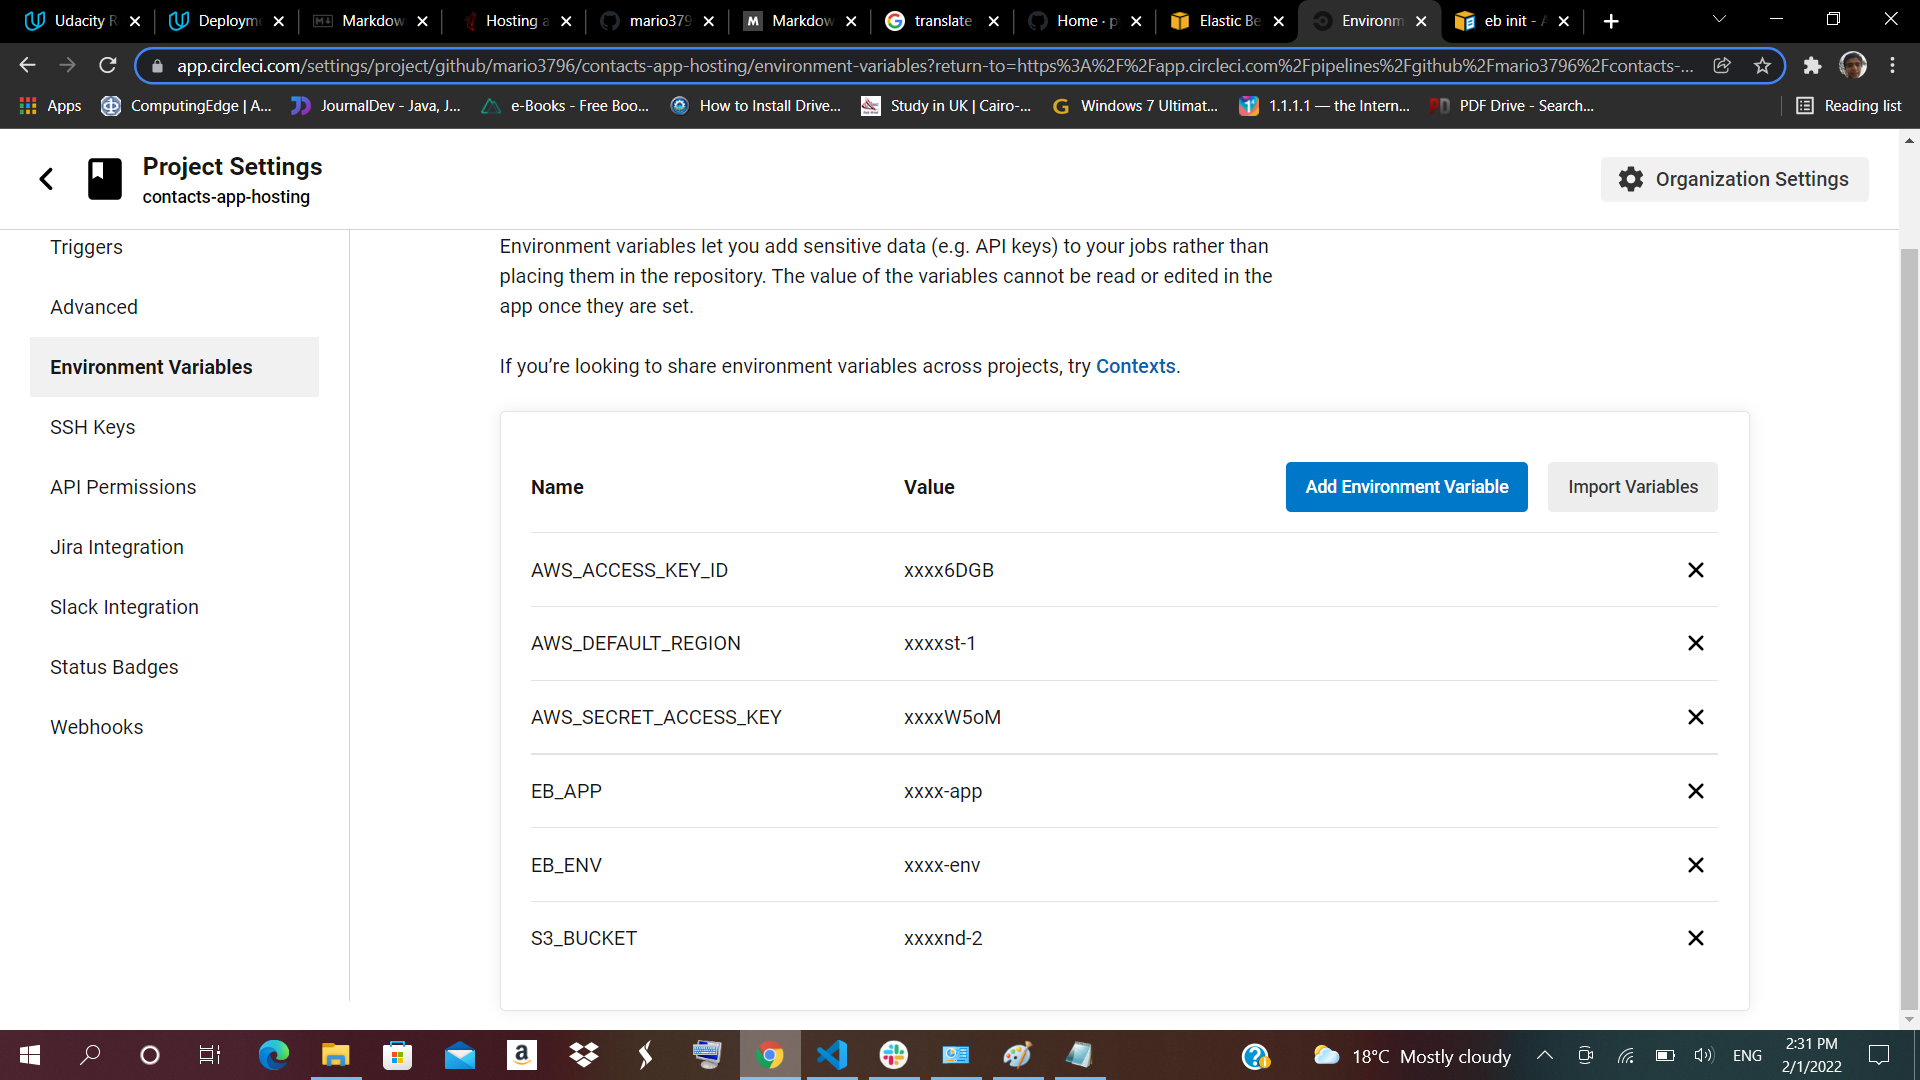 Udacity R
Deployme
Markdow
Hosting a
mario379
Markdow
translate
Home · p
Elastic Be
Environm
eb init - A
app.circleci.com/settings/project/github/mario3796/contacts-app-hosting/environment-variables?return-to=https%3A%2F%2Fapp.circleci.com%2Fpipelines%2Fgithub%2Fmario3796%2Fcontacts-...
Apps
ComputingEdge | A...
JournalDev - Java, J...
e-Books - Free Boo...
How to Install Drive...
Study in UK | Cairo-...
Windows 7 Ultimat...
1.1.1.1 — the Intern...
PDF Drive - Search...
Reading list
Project Settings
contacts-app-hosting
Organization Settings
Triggers
Advanced
Environment Variables
SSH Keys
API Permissions
Jira Integration
Slack Integration
Status Badges
Webhooks
Environment variables let you add sensitive data (e.g. API keys) to your jobs rather than
placing them in the repository. The value of the variables cannot be read or edited in the
app once they are set.
If you’re looking to share environment variables across projects, try Contexts.
Name Value Add Environment Variable Import Variables
AWS_ACCESS_KEY_ID xxxx6DGB
AWS_DEFAULT_REGION xxxxst-1
AWS_SECRET_ACCESS_KEY xxxxW5oM
EB_APP xxxx-app
EB_ENV xxxx-env
S3_BUCKET xxxxnd-2
18°C Mostly cloudy
ENG
2:31 PM
2/1/2022